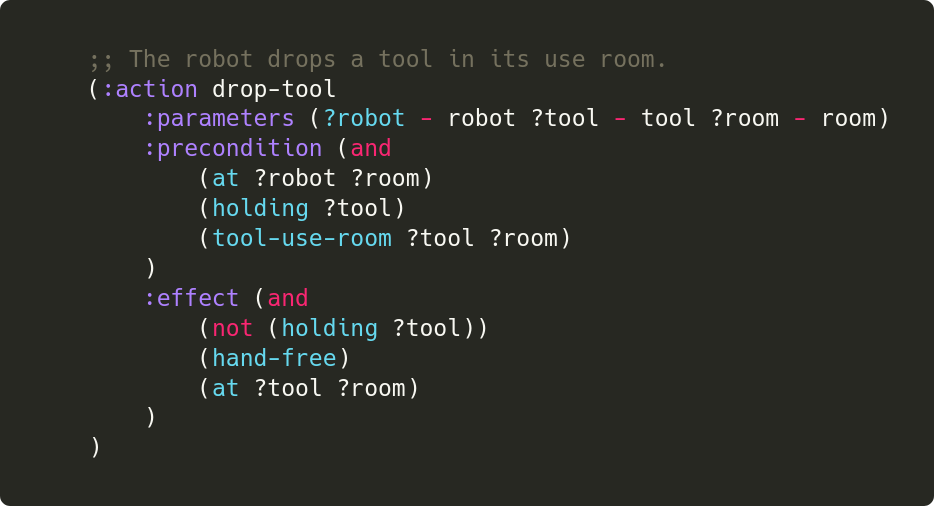 ;; The robot drops a tool in its use room.
(:action drop-tool
    :parameters (?robot - robot ?tool - tool ?room - room)
    :precondition (and
        (at ?robot ?room)
        (holding ?tool)
        (tool-use-room ?tool ?room)
    )
    :effect (and
        (not (holding ?tool))
        (hand-free)
        (at ?tool ?room)
    )
)